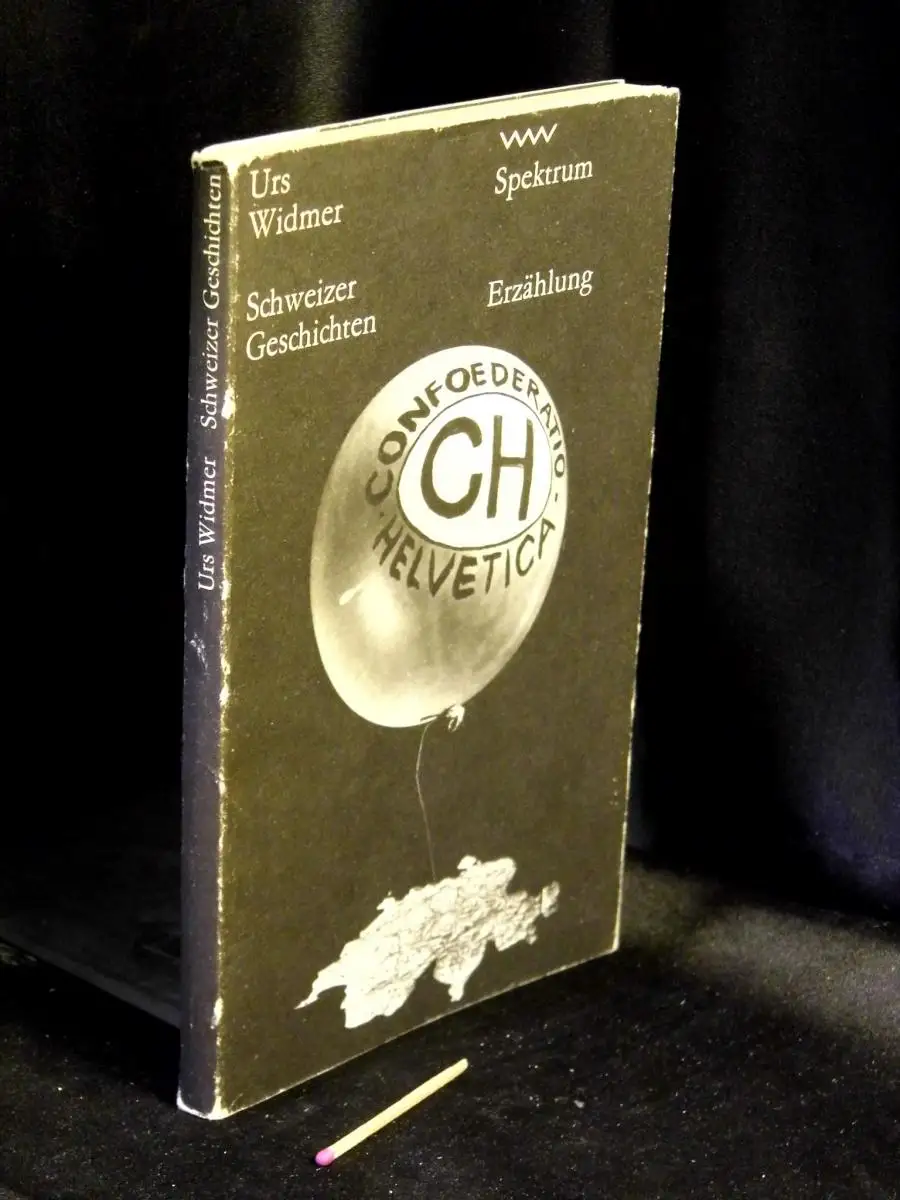 Urs Widmer   Schweizer Geschichten
Urs
Widmer
Spektrum
Schweizer
Geschichten
Erzählung
CONFOEDERATIO -
CH
· HELVETICA